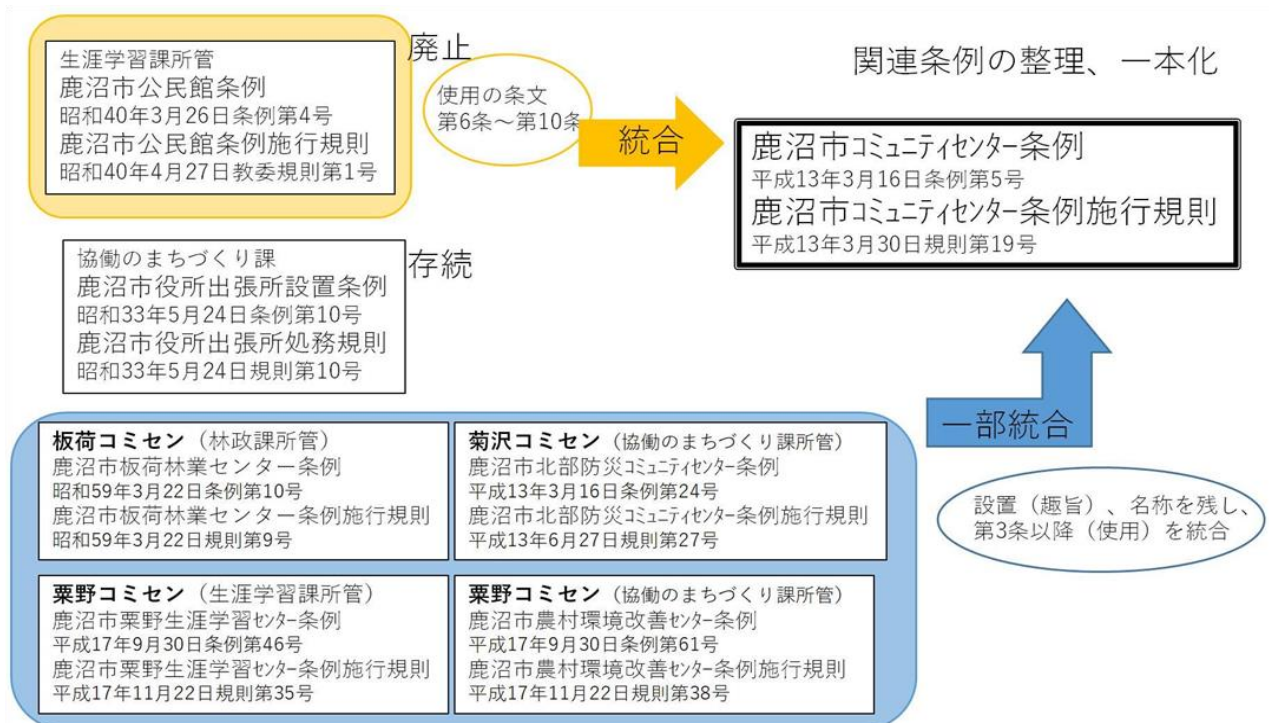 生涯学習課所管
鹿沼市公民館条例
昭和40年3月26日条例第4号
鹿沼市公民館条例施行規則
昭和40年4月27日教委規則第1号
廃止
使用の条文
第6条～第10条
統合
関連条例の整理、一本化
鹿沼市コミュニティセンター条例
平成13年3月16日条例第5号
鹿沼市コミュニティセンター条例施行規則
平成13年3月30日規則第19号
協働のまちづくり課
鹿沼市役所出張所設置条例
昭和33年5月24日条例第10号
鹿沼市役所出張所処務規則
昭和33年5月24日規則第10号
存続
板荷コミセン（林政課所管）
鹿沼市板荷林業センター条例
昭和59年3月22日条例第10号
鹿沼市板荷林業センター条例施行規則
昭和59年3月22日規則第9号
菊沢コミセン（協働のまちづくり課所管）
鹿沼市北部防災コミュニティセンター条例
平成13年3月16日条例第24号
鹿沼市北部防災コミュニティセンター条例施行規則
平成13年6月27日規則第27号
粟野コミセン（生涯学習課所管）
鹿沼市粟野生涯学習センター条例
平成17年9月30日条例第46号
鹿沼市粟野生涯学習センター条例施行規則
平成17年11月22日規則第35号
粟野コミセン（協働のまちづくり課所管）
鹿沼市農村環境改善センター条例
平成17年9月30日条例第61号
鹿沼市農村環境改善センター条例施行規則
平成17年11月22日規則第38号
一部統合
設置（趣旨）、名称を残し、
第3条以降（使用）を統合